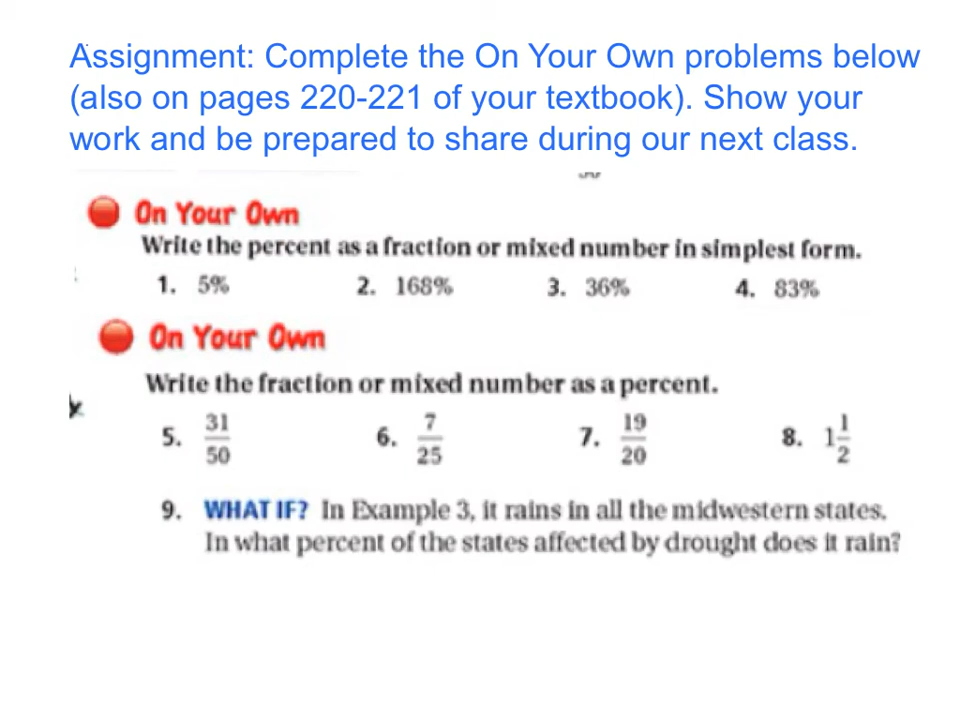 Assignment: Complete the On Your Own problems below
(also on pages 220-221 of your textbook). Show your
work and be prepared to share during our next class.
On Your Own
Write the percent as a fraction or mixed number in simplest form.
1. 5% 2. 168% 3. 36% 4. 83%
On Your Own
Write the fraction or mixed number as a percent.
5. 31/50 6. 7/25 7. 19/20 8. 1 1/2
9. WHAT IF? In Example 3, it rains in all the midwestern states.
In what percent of the states affected by drought does it rain?